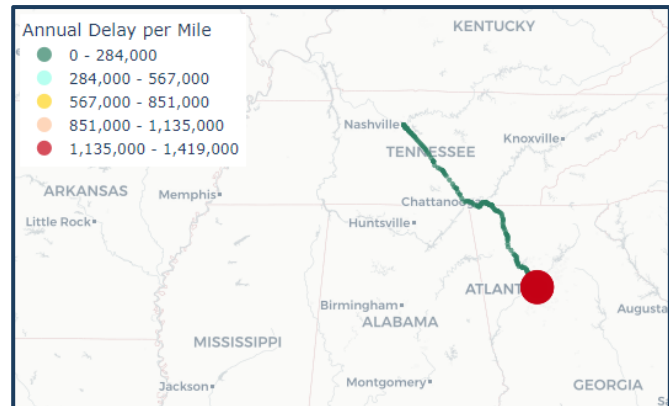 Annual Delay per Mile
0 - 284,000
284,000 - 567,000
567,000 - 851,000
851,000 - 1,135,000
1,135,000 - 1,419,000
KENTUCKY
Nashville
Knoxville
TENNESSEE
ARKANSAS
Memphis
Chattanooga
Little Rock
Huntsville
ATLANT
Birmingham
Augusta
ALABAMA
MISSISSIPPI
Jackson
Montgomery
GEORGIA